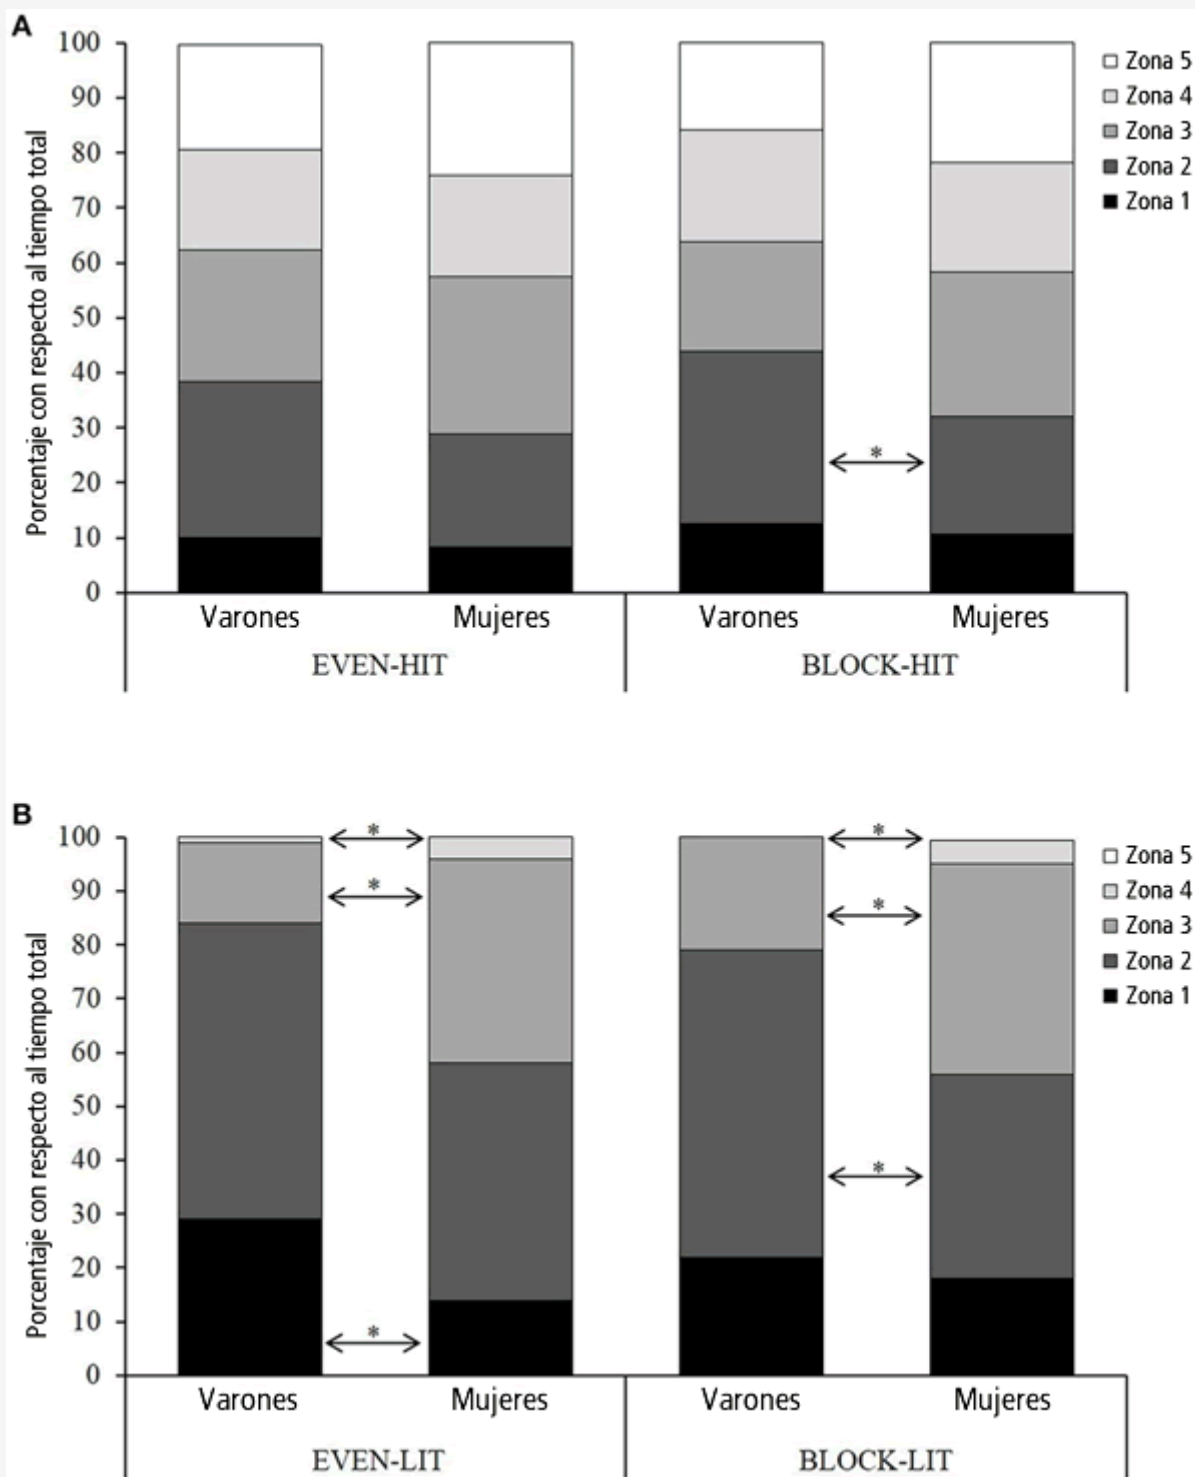 A
Porcentaje con respecto al tiempo total
100
90
80
70
60
50
40
30
20
10
0
Zona 5
Zona 4
Zona 3
Zona 2
Zona 1
*
Varones Mujeres Varones Mujeres
EVEN-HIT BLOCK-HIT
B
Porcentaje con respecto al tiempo total
100
90
80
70
60
50
40
30
20
10
0
* *
* *
*
*
Zona 5
Zona 4
Zona 3
Zona 2
Zona 1
Varones Mujeres Varones Mujeres
EVEN-LIT BLOCK-LIT